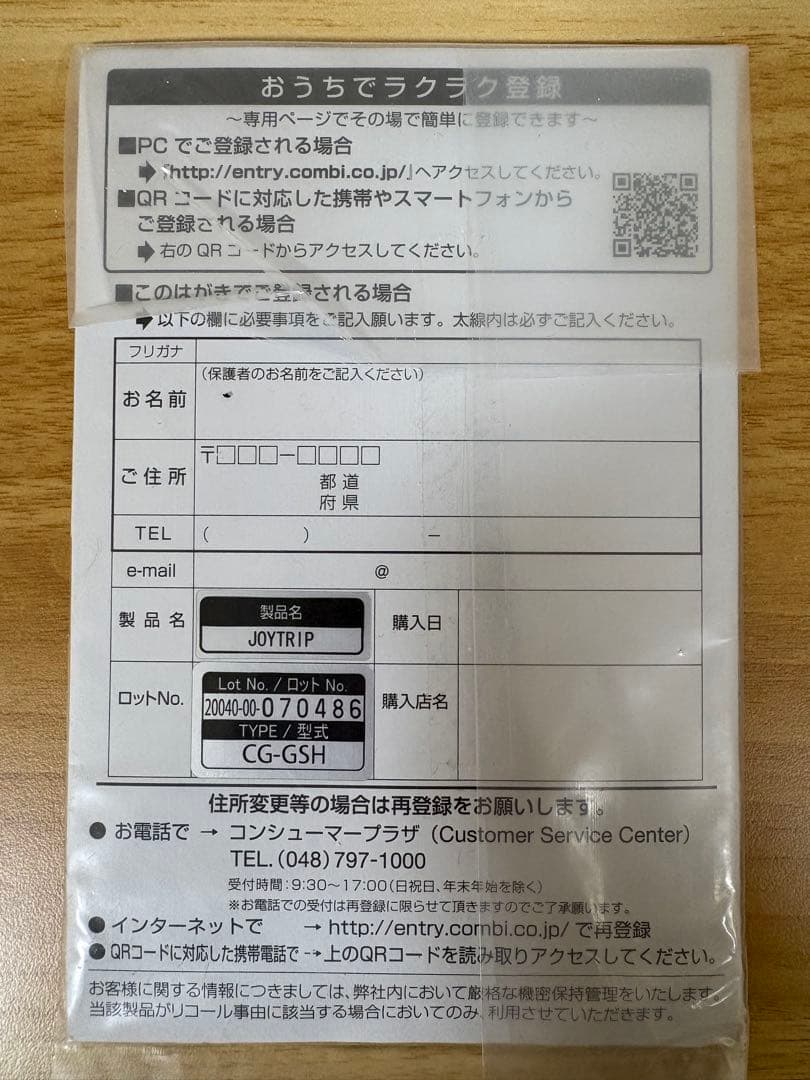 おうちでラクラク登録
～専用ページでその場で簡単に登録できます～
■PC でご登録される場合
➡『http://entry.combi.co.jp/』へアクセスしてください。
■QR コードに対応した携帯やスマートフォンから
ご登録される場合
➡右の QR コードからアクセスしてください。
■このはがきでご登録される場合
➡以下の欄に必要事項をご記入願います。太線内は必ずご記入ください。
フリガナ
お名前 (保護者のお名前をご記入ください)
ご住所 〒□□□－□□□□
都 道
府 県
TEL ( ) －
e-mail @
製品名 製品名 購入日
JOYTRIP
ロットNo. Lot No. / ロット No. 購入店名
20040-00-070486
TYPE / 型式
CG-GSH
住所変更等の場合は再登録をお願いします。
● お電話で → コンシューマープラザ（Customer Service Center）
TEL.（048）797-1000
受付時間：9:30～17:00（日祝日、年末年始を除く）
※お電話での受付は再登録に限らせて頂きますのでご了承願います。
● インターネットで → http://entry.combi.co.jp/ で再登録
● QRコードに対応した携帯電話で → 上のQRコードを読み取りアクセスしてください。
お客様に関する情報につきましては、弊社内において厳格な機密保持管理をいたします。
当該製品がリコール事由に該当する場合においてのみ、利用させていただきます。